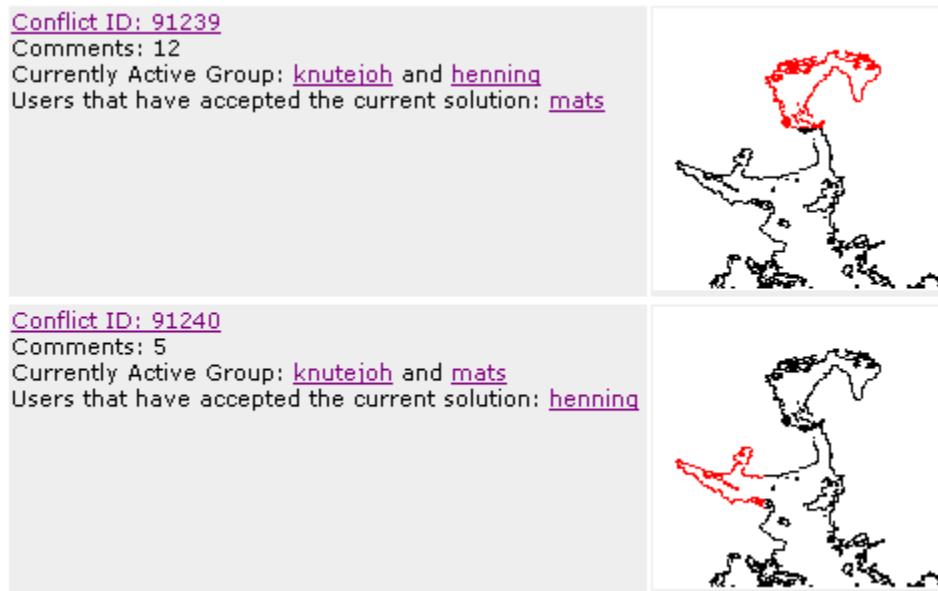 Conflict ID: 91239
Comments: 12
Currently Active Group: knutejoh and henning
Users that have accepted the current solution: mats
Conflict ID: 91240
Comments: 5
Currently Active Group: knutejoh and mats
Users that have accepted the current solution: henning